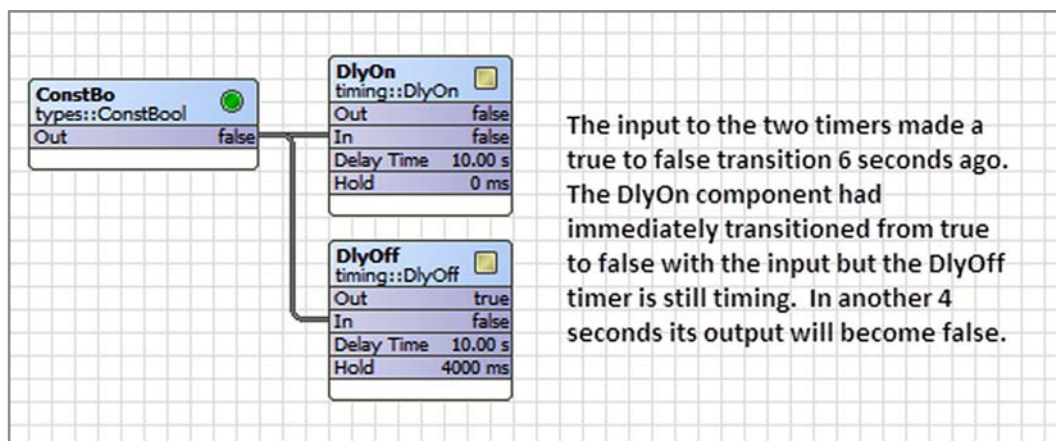 ConstBo
types::ConstBool
Out false
DlyOn
timing::DlyOn
Out false
In false
Delay Time 10.00 s
Hold 0 ms
DlyOff
timing::DlyOff
Out true
In false
Delay Time 10.00 s
Hold 4000 ms
The input to the two timers made a
true to false transition 6 seconds ago.
The DlyOn component had
immediately transitioned from true
to false with the input but the DlyOff
timer is still timing. In another 4
seconds its output will become false.